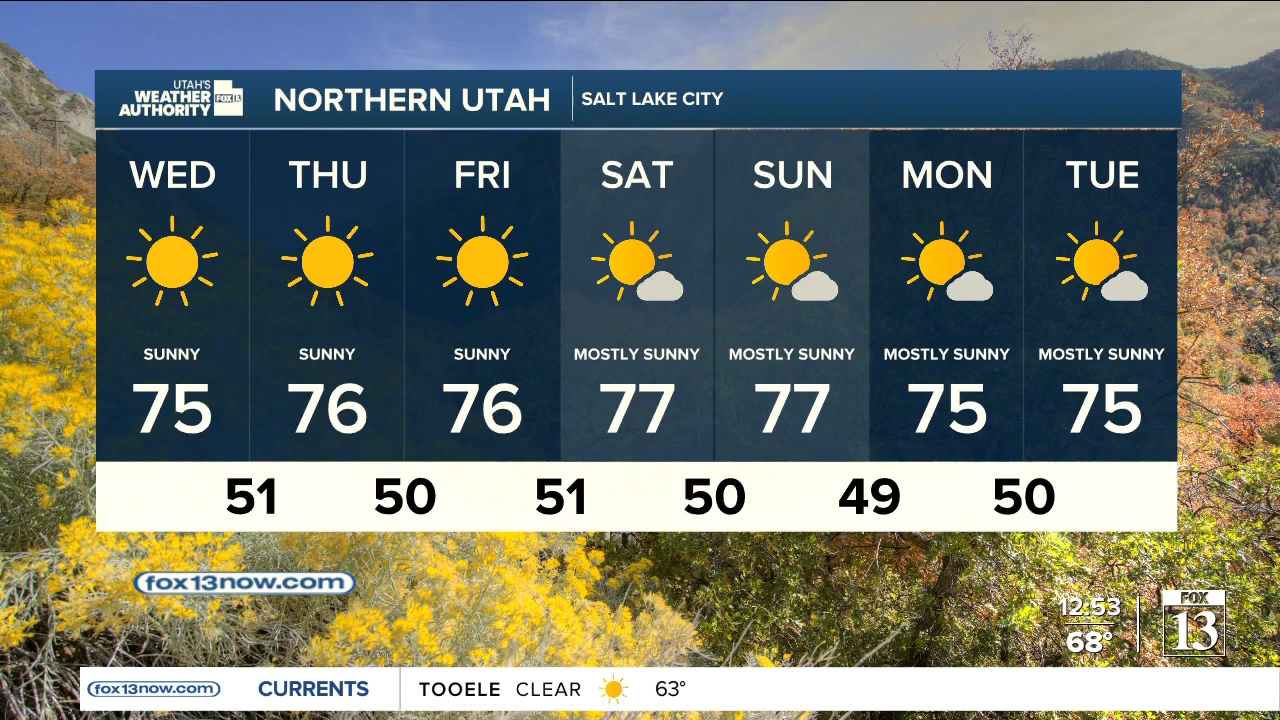 UTAH'S
WEATHER
AUTHORITY
FOX 13
NORTHERN UTAH
SALT LAKE CITY
WED THU FRI SAT SUN MON TUE
SUNNY SUNNY SUNNY MOSTLY SUNNY MOSTLY SUNNY MOSTLY SUNNY MOSTLY SUNNY
75 76 76 77 77 75 75
51 50 51 50 49 50
fox13now.com
12:53
68°
FOX
13
fox13now.com CURRENTS TOOELE CLEAR 63°